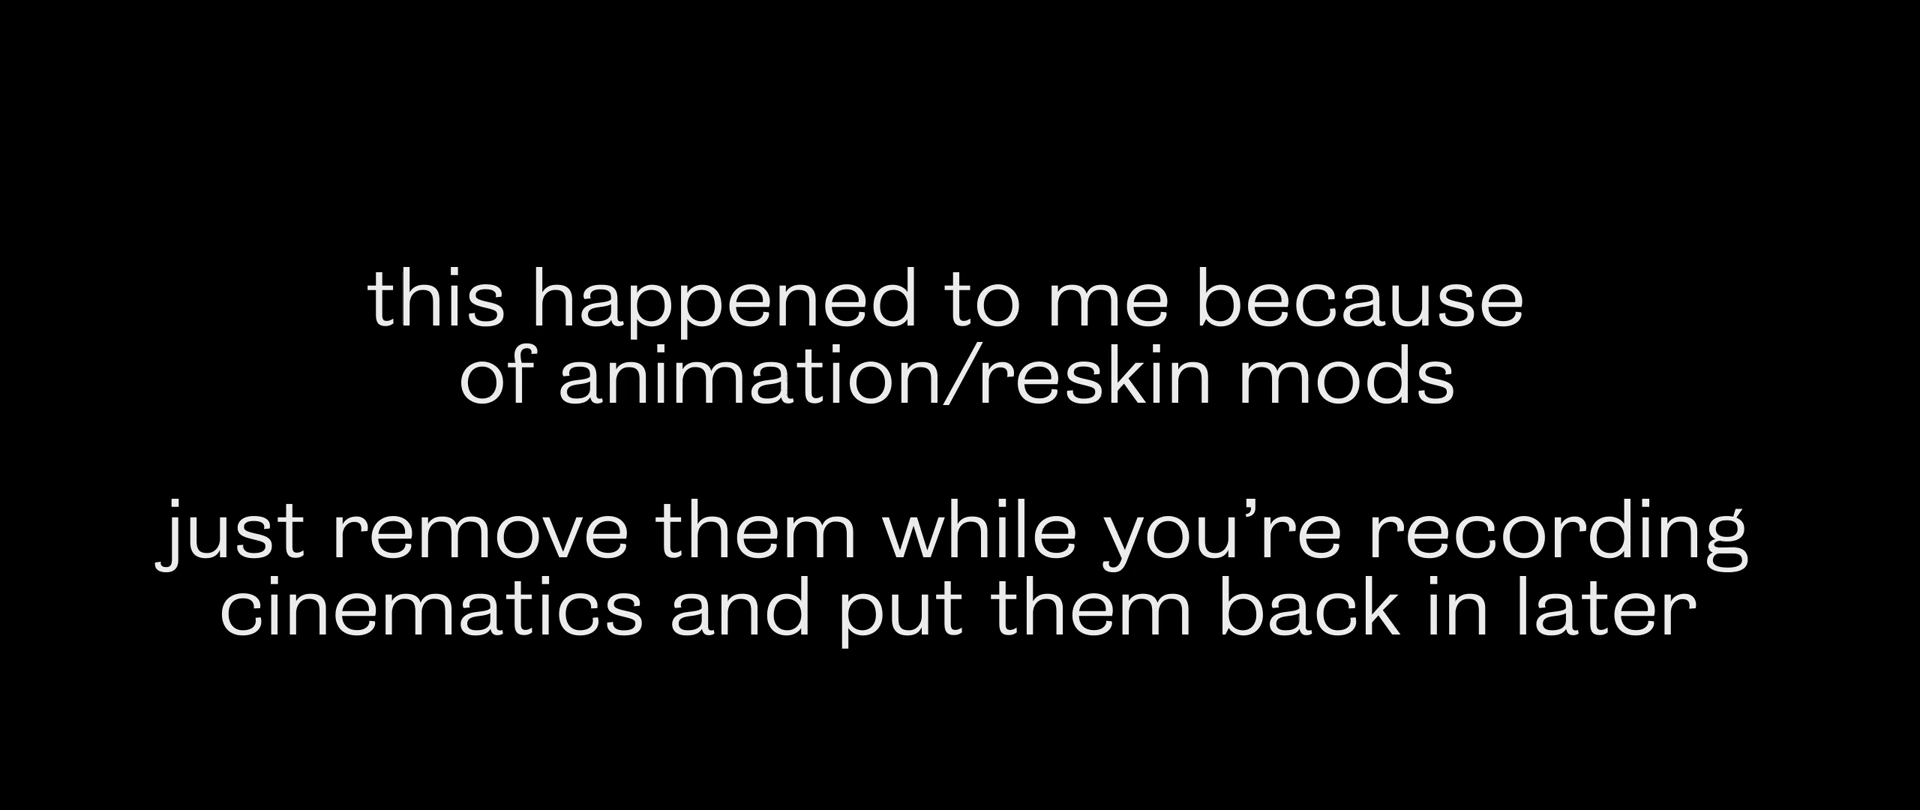 this happened to me because
of animation/reskin mods
just remove them while you’re recording
cinematics and put them back in later